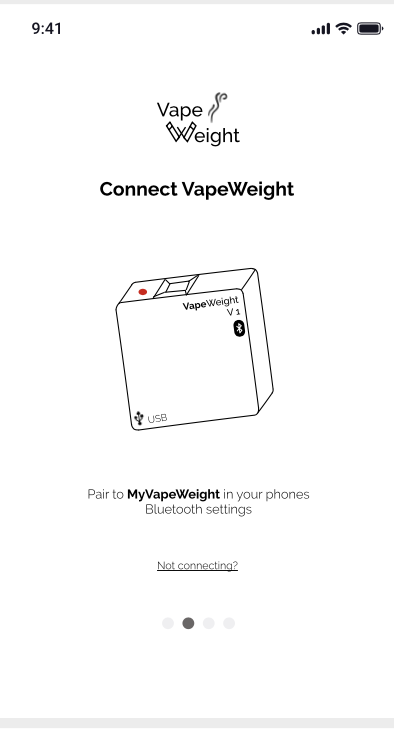 9:41
Vape
Weight
Connect VapeWeight
VapeWeight
V 1
USB
Pair to MyVapeWeight in your phones
Bluetooth settings
Not connecting?